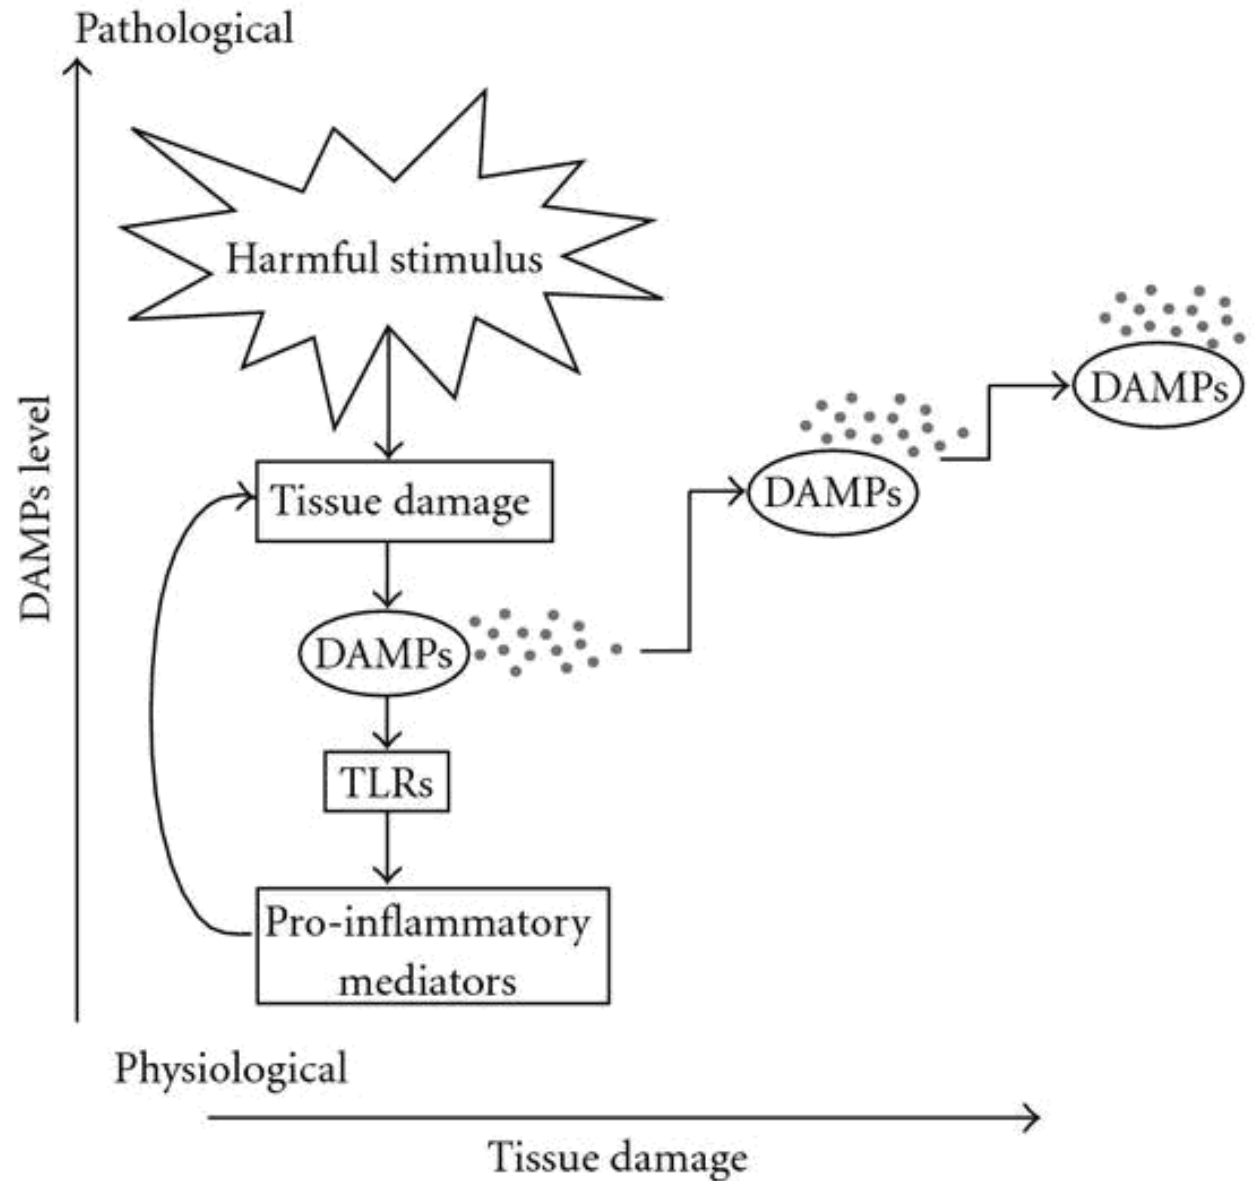 Pathological
Harmful stimulus
DAMPs level
Tissue damage
DAMPs
DAMPs
DAMPs
TLRs
Pro-inflammatory
mediators
Physiological
Tissue damage